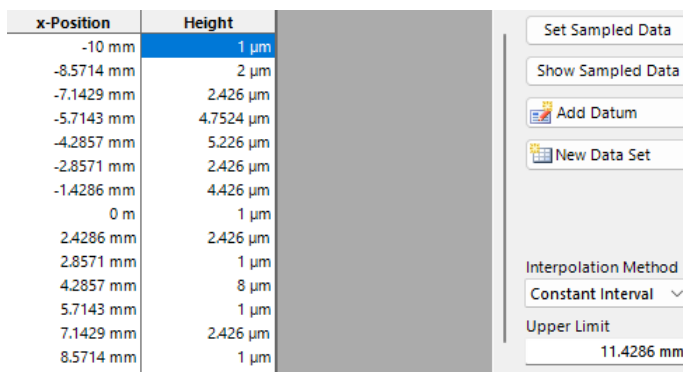 x-Position Height
-10 mm 1 µm
-8.5714 mm 2 µm
-7.1429 mm 2.426 µm
-5.7143 mm 4.7524 µm
-4.2857 mm 5.226 µm
-2.8571 mm 2.426 µm
-1.4286 mm 4.426 µm
0 m 1 µm
2.4286 mm 2.426 µm
2.8571 mm 1 µm
4.2857 mm 8 µm
5.7143 mm 1 µm
7.1429 mm 2.426 µm
8.5714 mm 1 µm
Set Sampled Data
Show Sampled Data
Add Datum
New Data Set
Interpolation Method
Constant Interval
Upper Limit
11.4286 mm